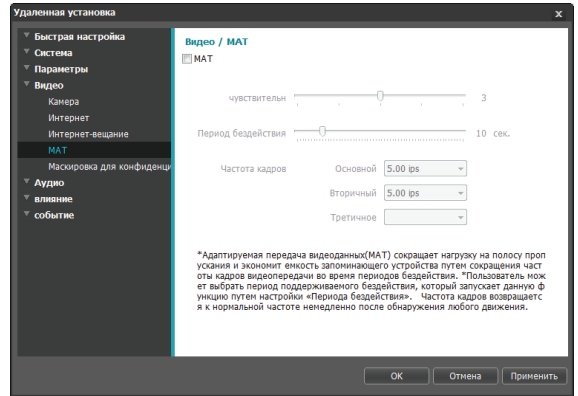 Удаленная установка x
Быстрая настройка
Система
Параметры
Видео
Камера
Интернет
Интернет-вещание
MAT
Маскировка для конфиденци
Аудио
влияние
событие
Видео / MAT
MAT
чувствительн 3
Период бездействия 10 сек.
Частота кадров Основной 5.00 ips
Вторичный 5.00 ips
Третичное
*Адаптируемая передача видеоданных(MAT) сокращает нагрузку на полосу проп
ускания и экономит емкость запоминающего устройства путем сокращения част
оты кадров видеопередачи во время периодов бездействия. *Пользователь мож
ет выбрать период поддерживаемого бездействия, который запускает данную ф
ункцию путем настройки «Периода бездействия». Частота кадров возвращаетс
я к нормальной частоте немедленно после обнаружения любого движения.
OK Отмена Применить